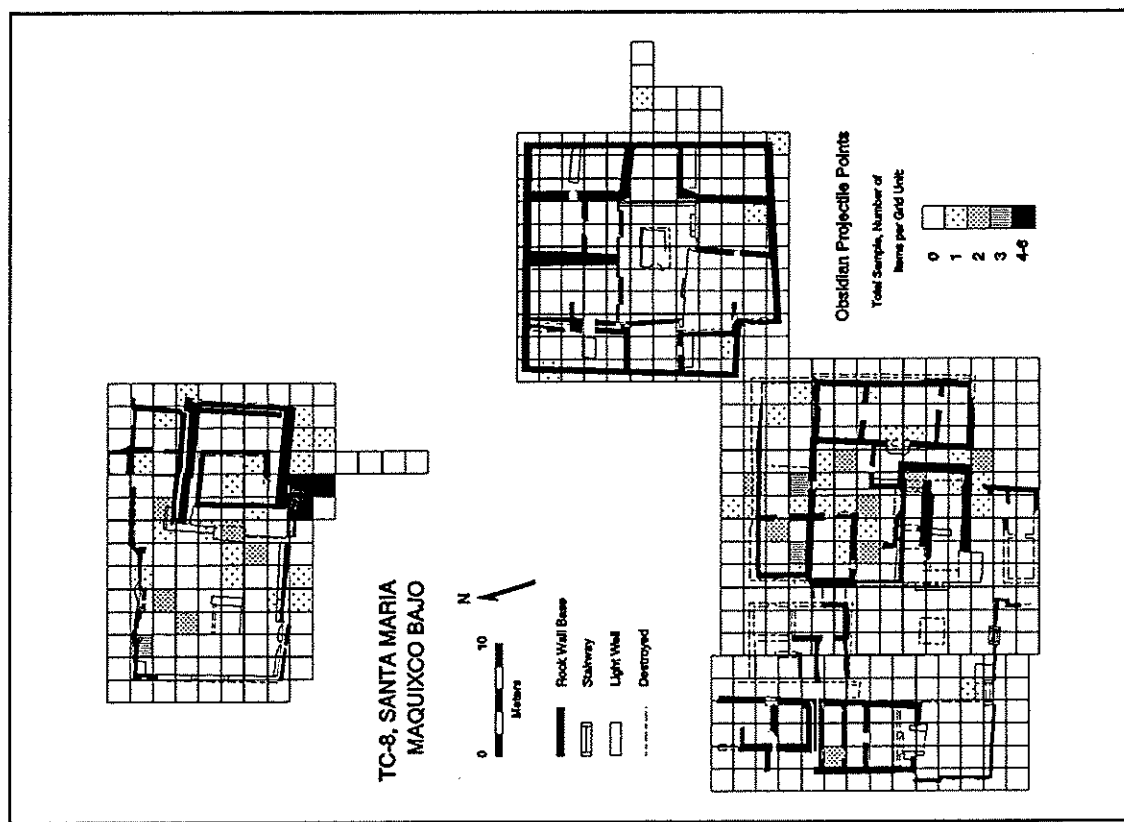 TC-8, SANTA MARIA
MAQUIXCO BAJO
N
0 10
Meters
Rock Wall Base
Stairway
Light Well
Destroyed
Obsidian Projectile Points
Total Sample, Number of
Items per Grid Unit
0
1
2
3
4-6